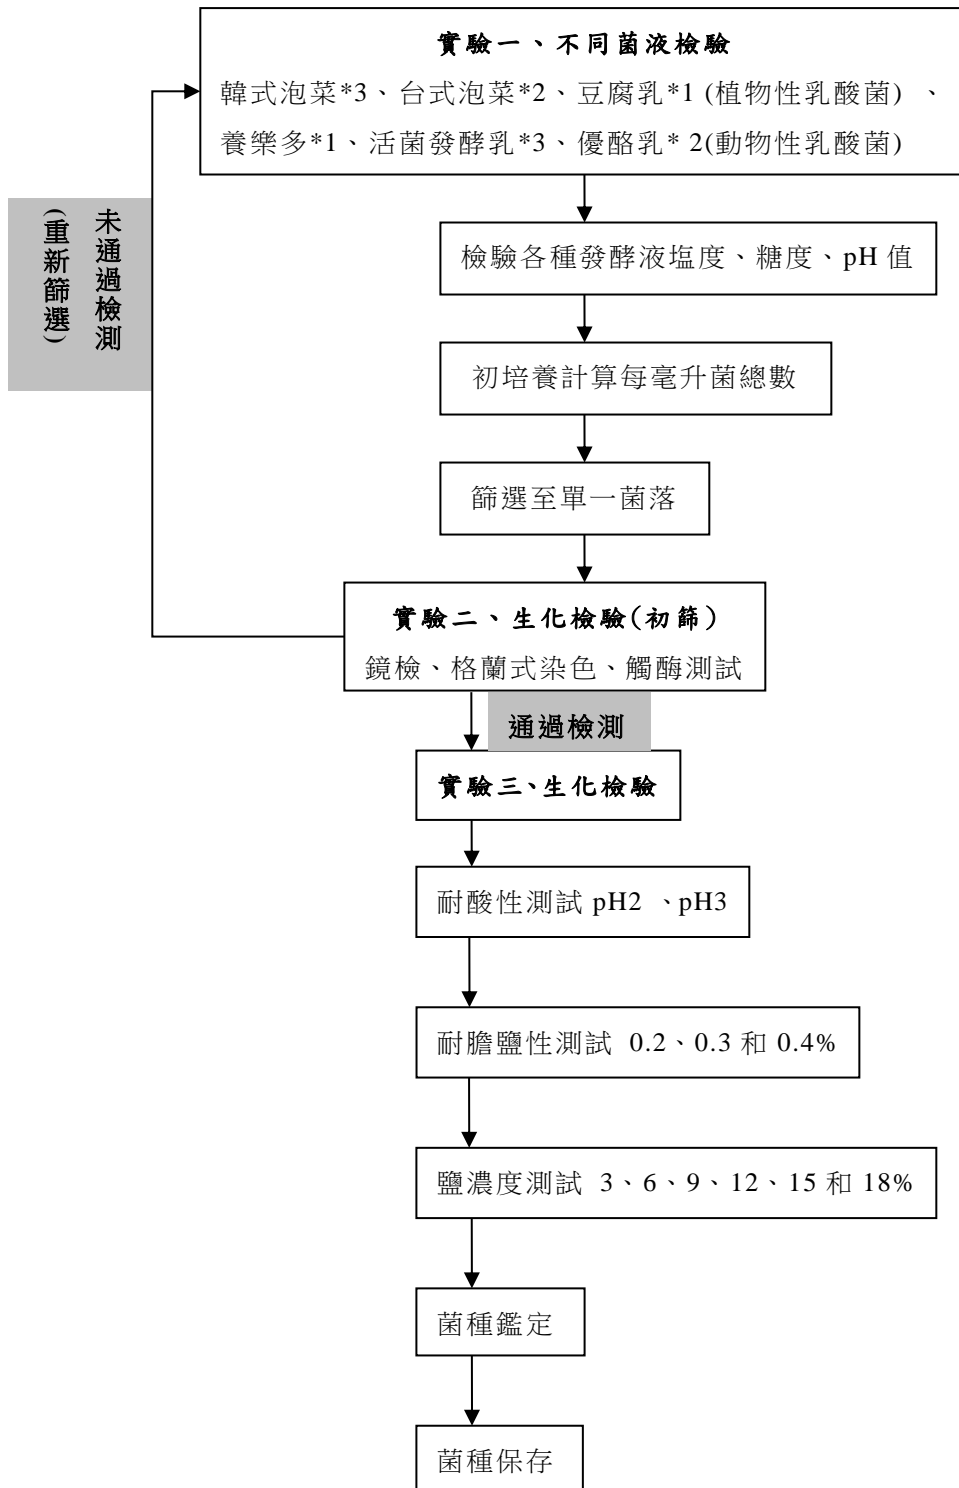 實驗一、不同菌液檢驗
韓式泡菜*3、台式泡菜*2、豆腐乳*1 (植物性乳酸菌) 、
養樂多*1、活菌發酵乳*3、優酪乳* 2(動物性乳酸菌)
未通過檢測
(重新篩選)
檢驗各種發酵液塩度、糖度、pH 值
初培養計算每毫升菌總數
篩選至單一菌落
實驗二、生化檢驗(初篩)
鏡檢、格蘭式染色、觸酶測試
通過檢測
實驗三、生化檢驗
耐酸性測試 pH2 、pH3
耐膽鹽性測試 0.2、0.3 和 0.4%
鹽濃度測試 3、6、9、12、15 和 18%
菌種鑑定
菌種保存